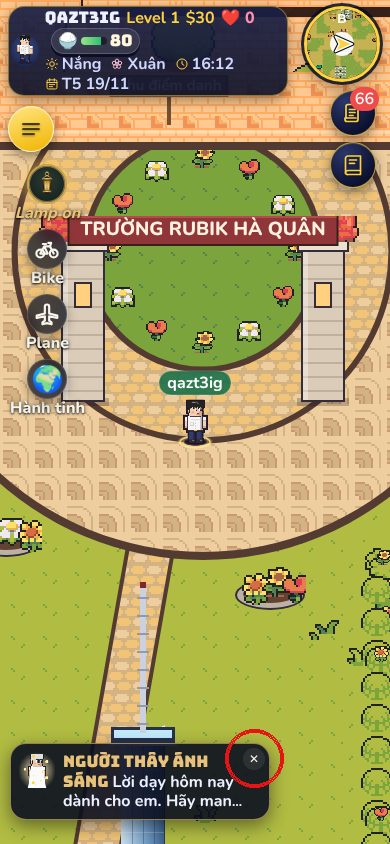 QAZT3IG Level 1 $30 ❤️ 0
80
Nắng Xuân 16:12
T5 19/11
66
Lamp on
TRƯỜNG RUBIK HÀ QUÂN
Bike
Plane
qazt3ig
Hành tinh
NGƯỜI THẦY ÁNH
SÁNG Lời dạy hôm nay
dành cho em. Hãy man...